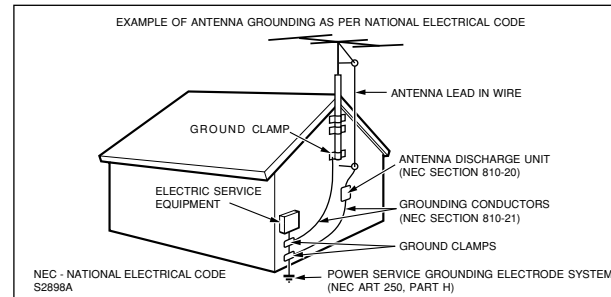 EXAMPLE OF ANTENNA GROUNDING AS PER NATIONAL ELECTRICAL CODE
ANTENNA LEAD IN WIRE
GROUND CLAMP
ANTENNA DISCHARGE UNIT
(NEC SECTION 810-20)
ELECTRIC SERVICE
EQUIPMENT
GROUNDING CONDUCTORS
(NEC SECTION 810-21)
GROUND CLAMPS
NEC - NATIONAL ELECTRICAL CODE
S2898A
POWER SERVICE GROUNDING ELECTRODE SYSTEM
(NEC ART 250, PART H)